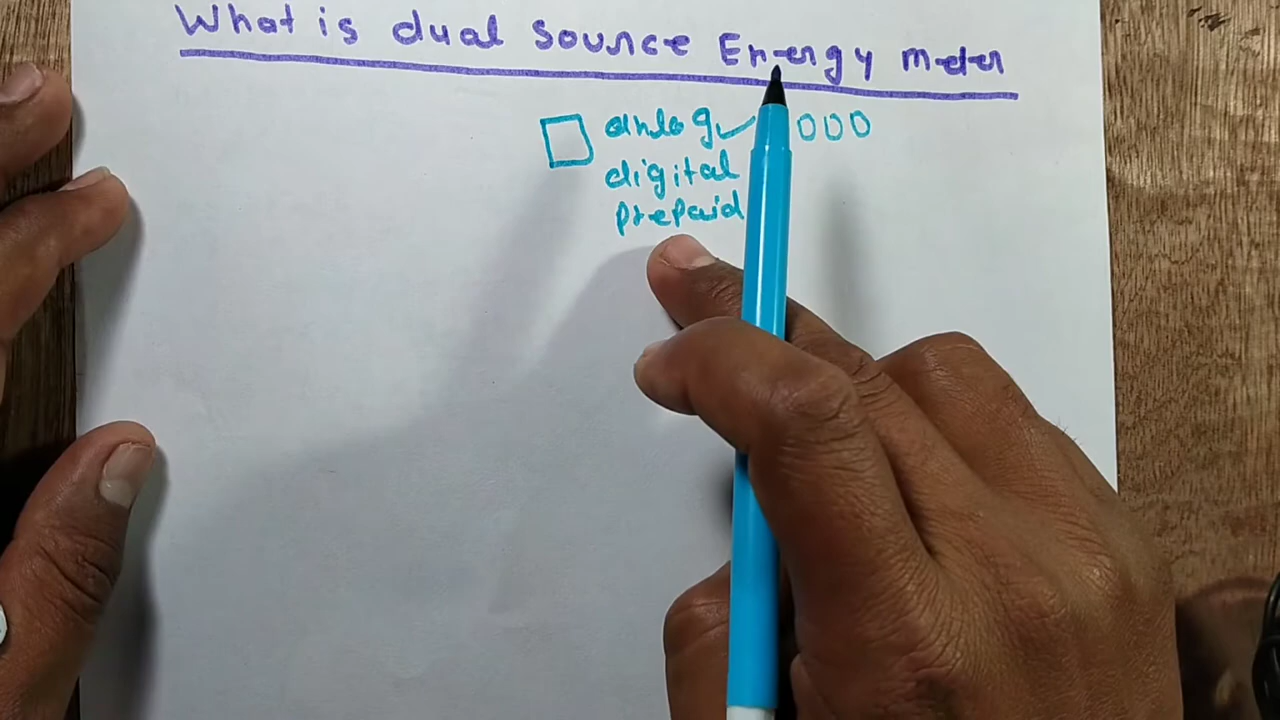 What is dual Source Energy meter
analog ✓ 000
digital
prepaid